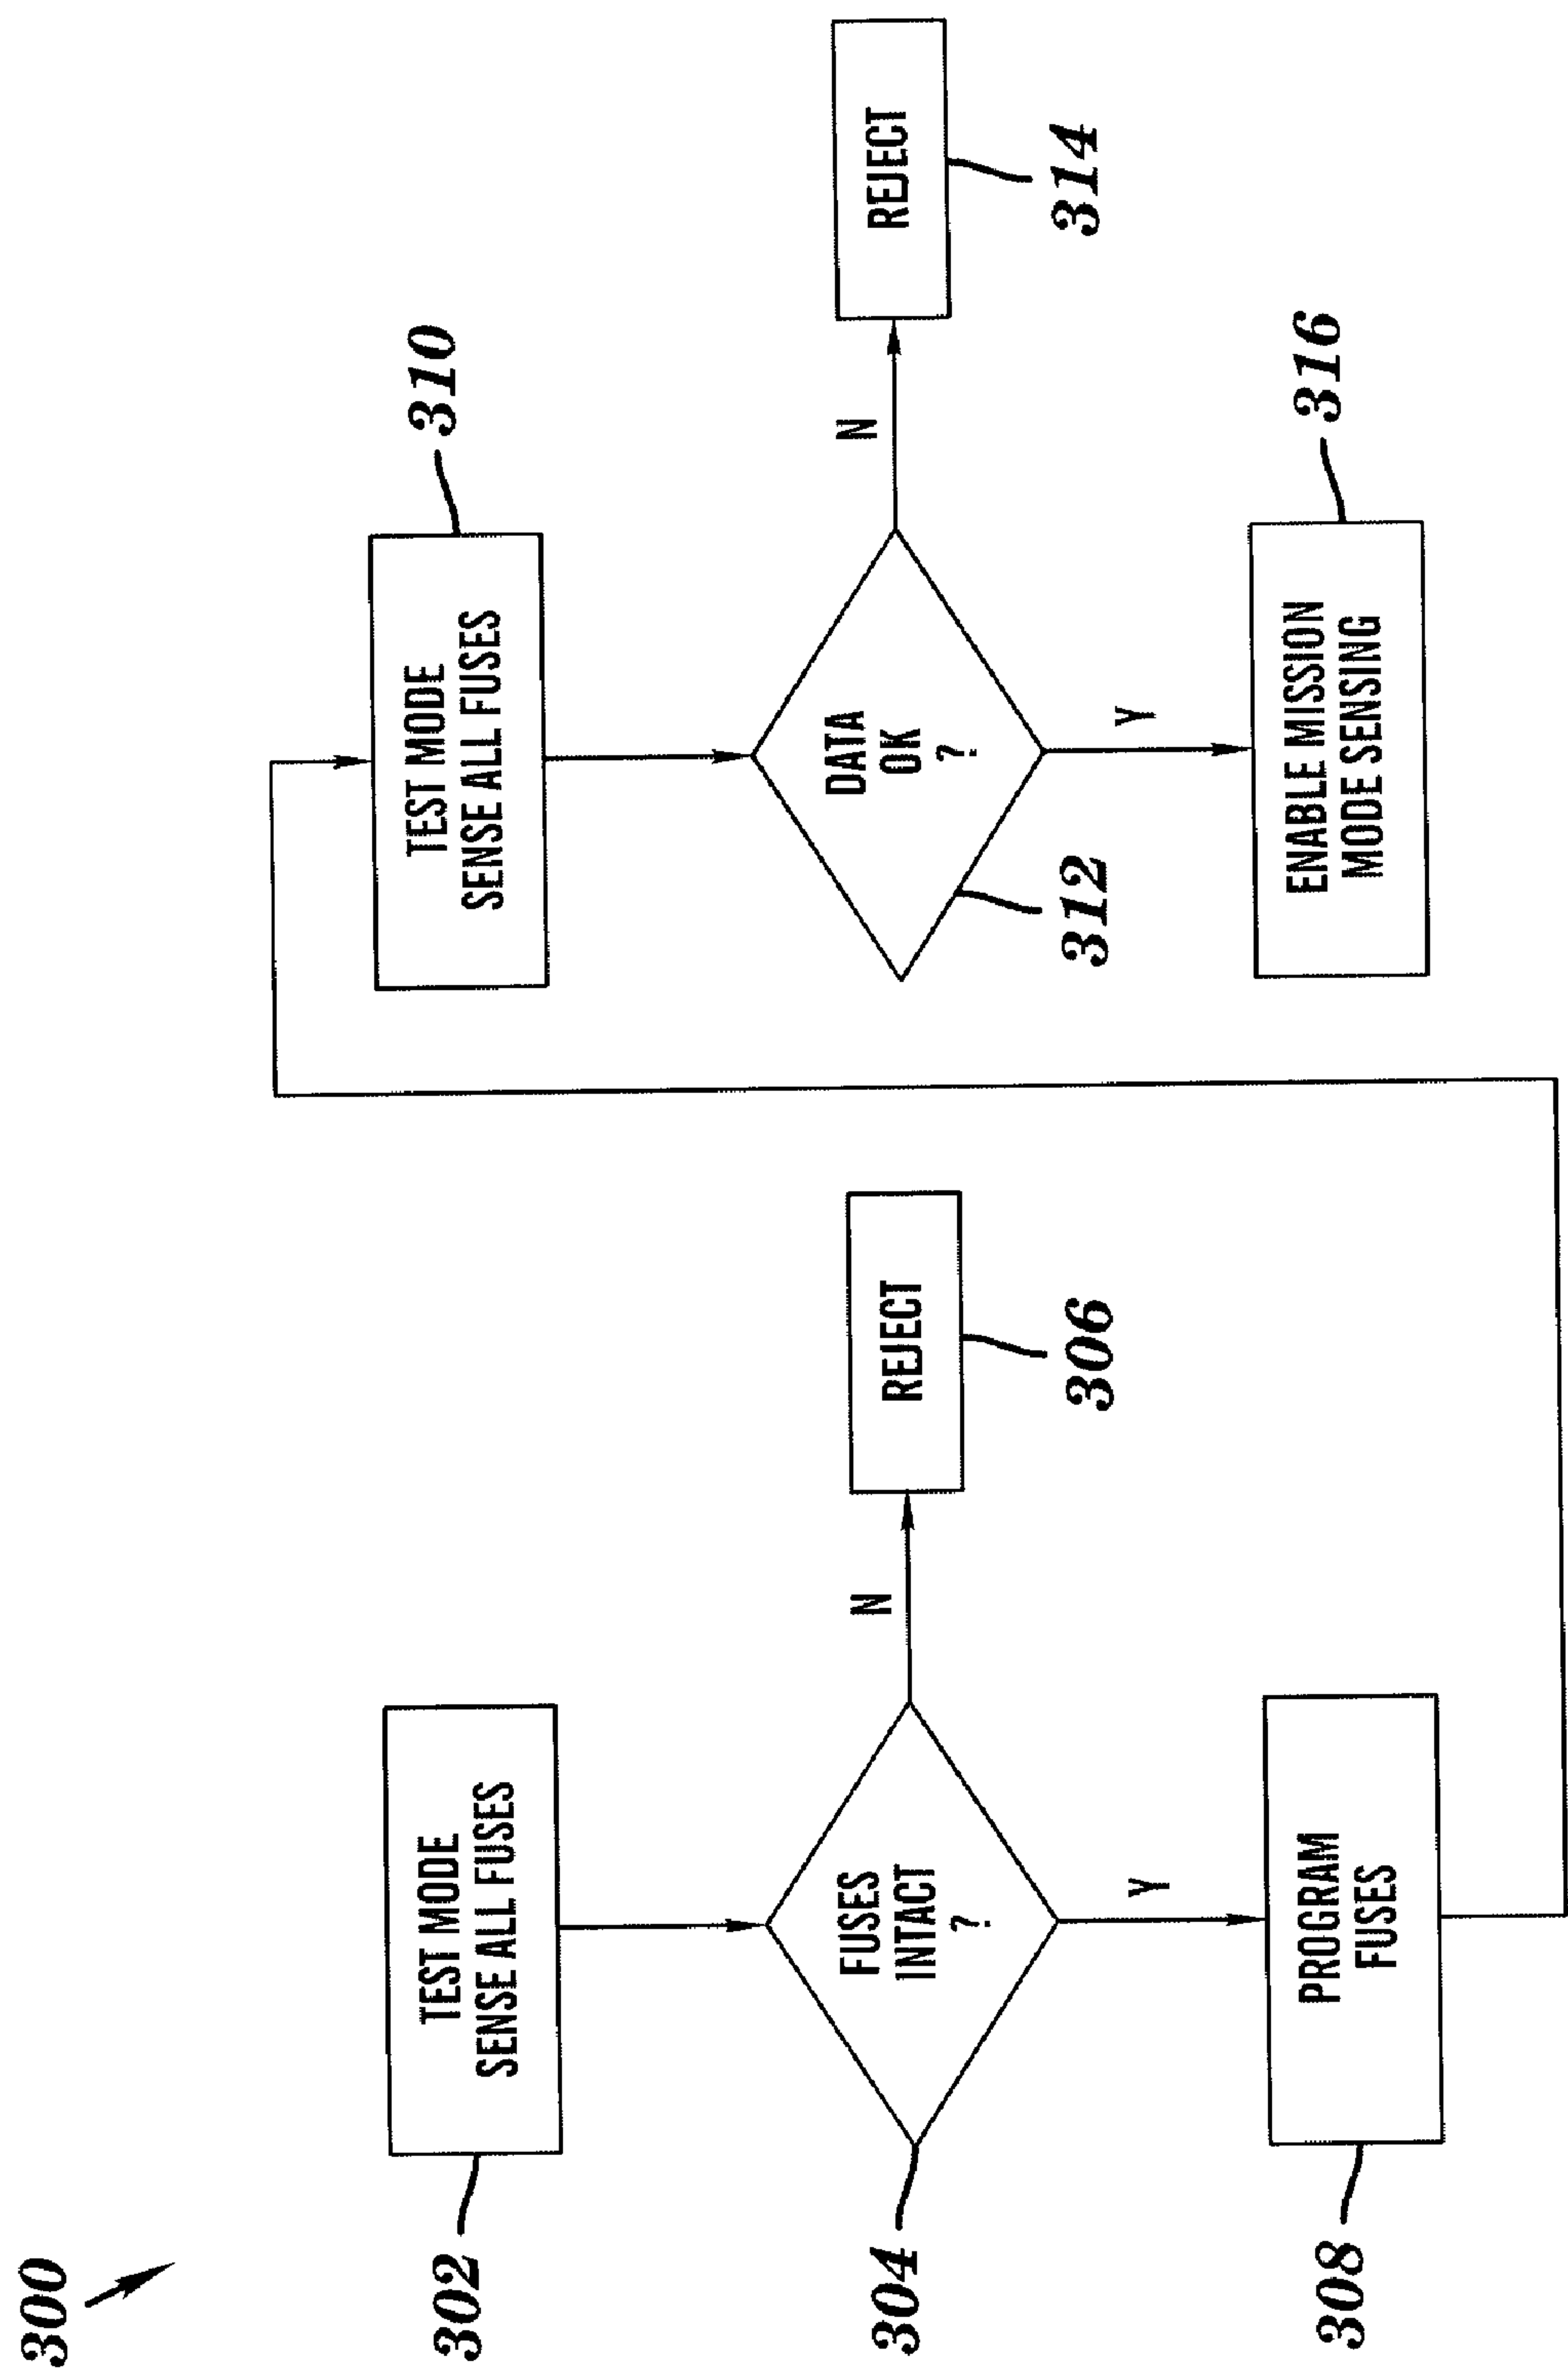 300
302
TEST MODE
SENSE ALL FUSES
304
FUSES
INTACT
?
N
REJECT
306
Y
308
PROGRAM
FUSES
310
TEST MODE
SENSE ALL FUSES
312
DATA
OK
?
N
REJECT
314
Y
316
ENABLE MISSION
MODE SENSING